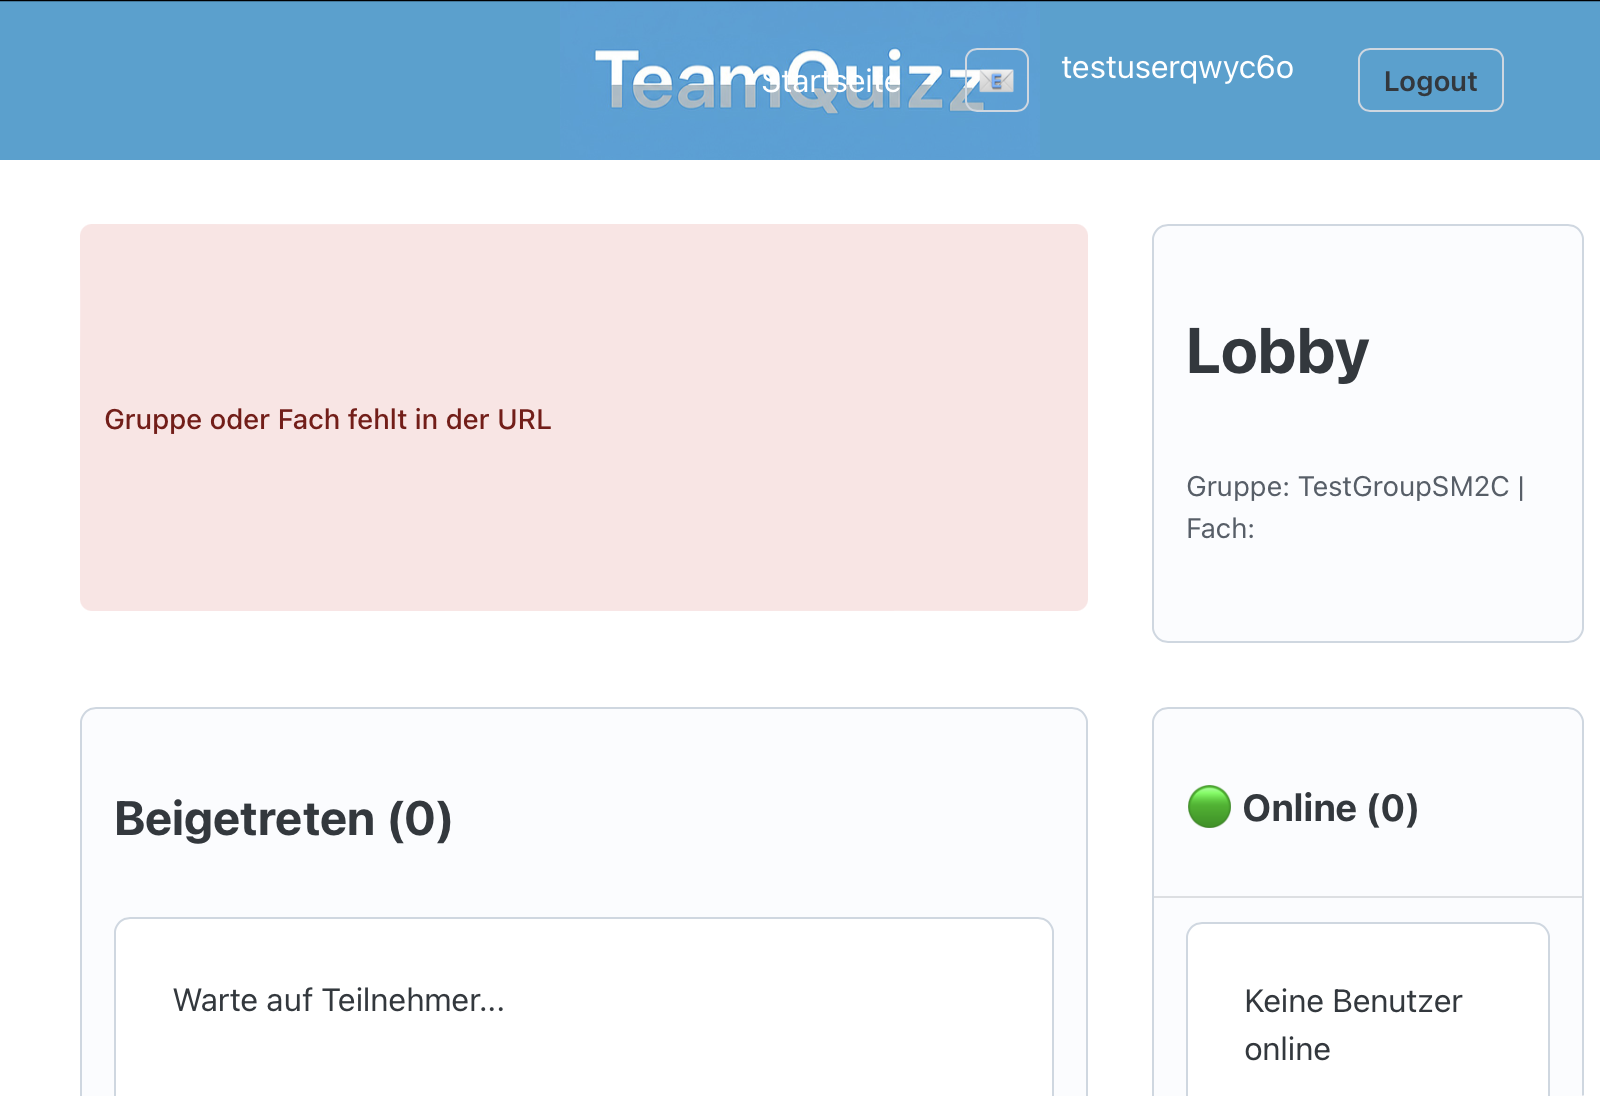 TeamQuizz
Startseite
testuserqwyc6o
Logout
Gruppe oder Fach fehlt in der URL
Lobby
Gruppe: TestGroupSM2C |
Fach:
Beigetreten (0)
Warte auf Teilnehmer...
Online (0)
Keine Benutzer
online